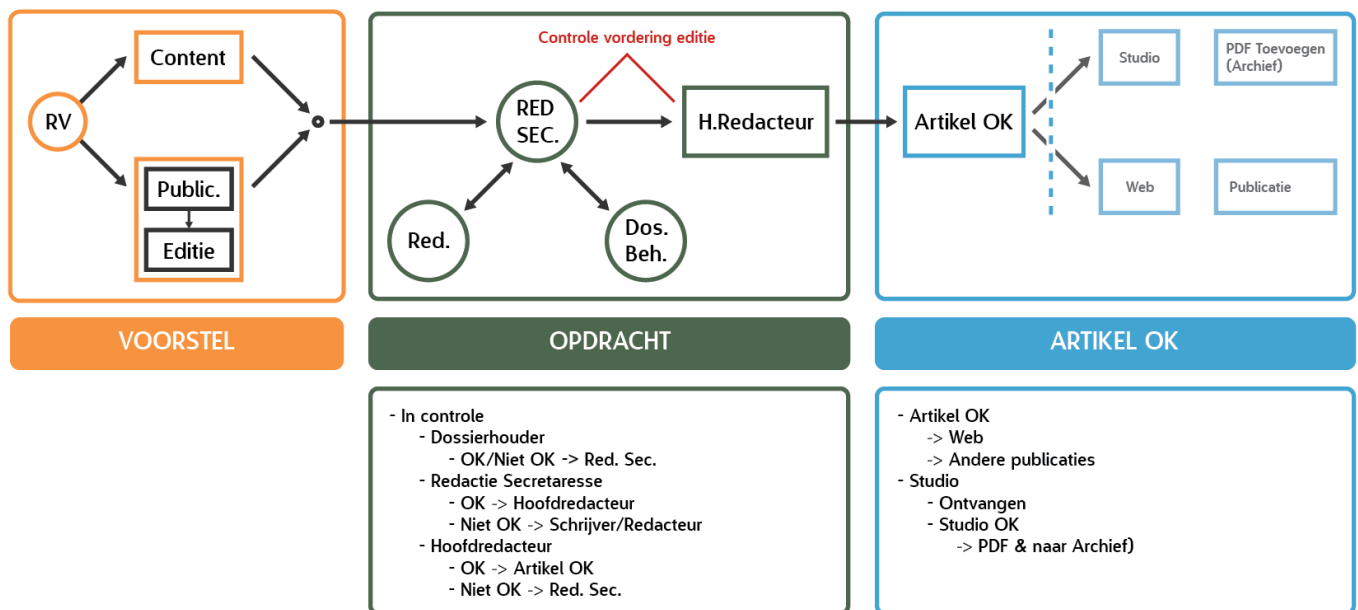 RV
Content
Public.
Editie
VOORSTEL
Controle vordering editie
RED
SEC.
H.Redacteur
Red.
Dos.
Beh.
OPDRACHT
- In controle
- Dossierhouder
- OK/Niet OK -> Red. Sec.
- Redactie Secretaresse
- OK -> Hoofdredacteur
- Niet OK -> Schrijver/Redacteur
- Hoofdredacteur
- OK -> Artikel OK
- Niet OK -> Red. Sec.
Artikel OK
Studio
PDF Toevoegen
(Archief)
Web
Publicatie
ARTIKEL OK
- Artikel OK
-> Web
-> Andere publicaties
- Studio
- Ontvangen
- Studio OK
-> PDF & naar Archief)